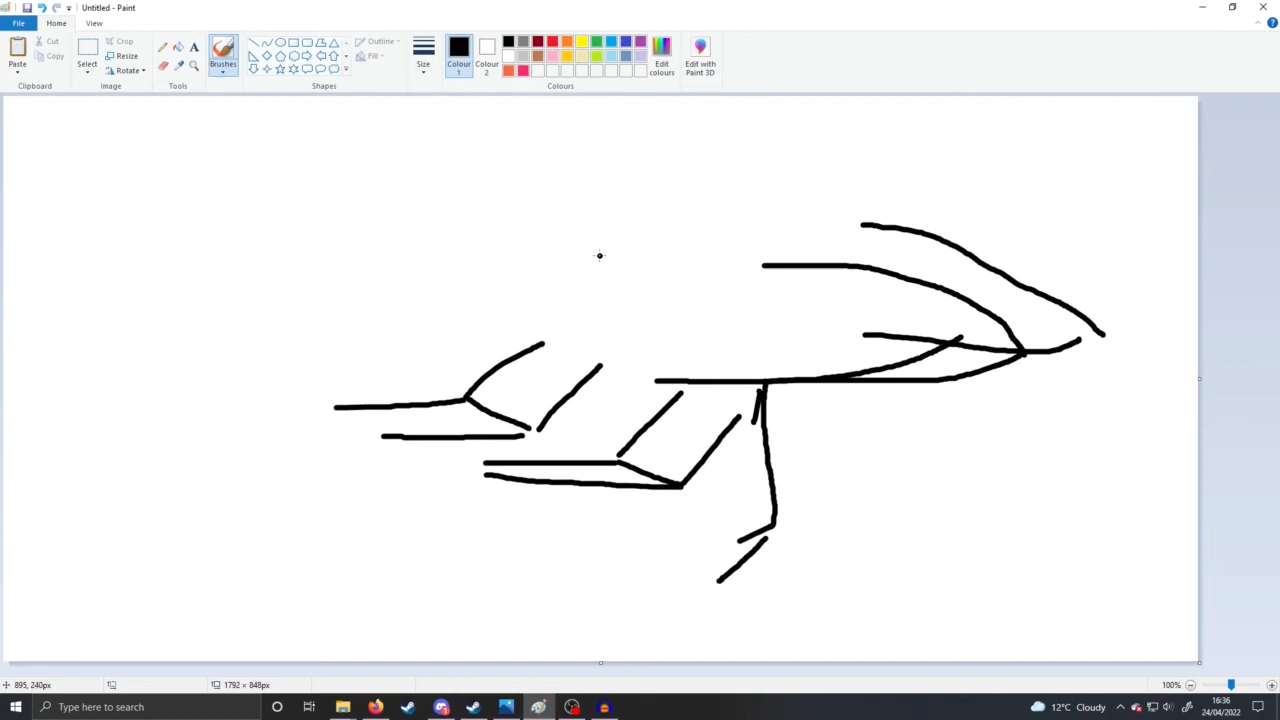 Untitled - Paint
File Home View
Paste
Cut
Copy
Clipboard
Select
Crop
Resize
Rotate
Image
A
Tools
Brushes
Outline
Fill
Shapes
Size
Colour 1
Colour 2
Edit colours
Colours
Edit with Paint 3D
895, 240px
1792 × 848px
100%
Type here to search
12°C Cloudy
16:36
24/04/2022